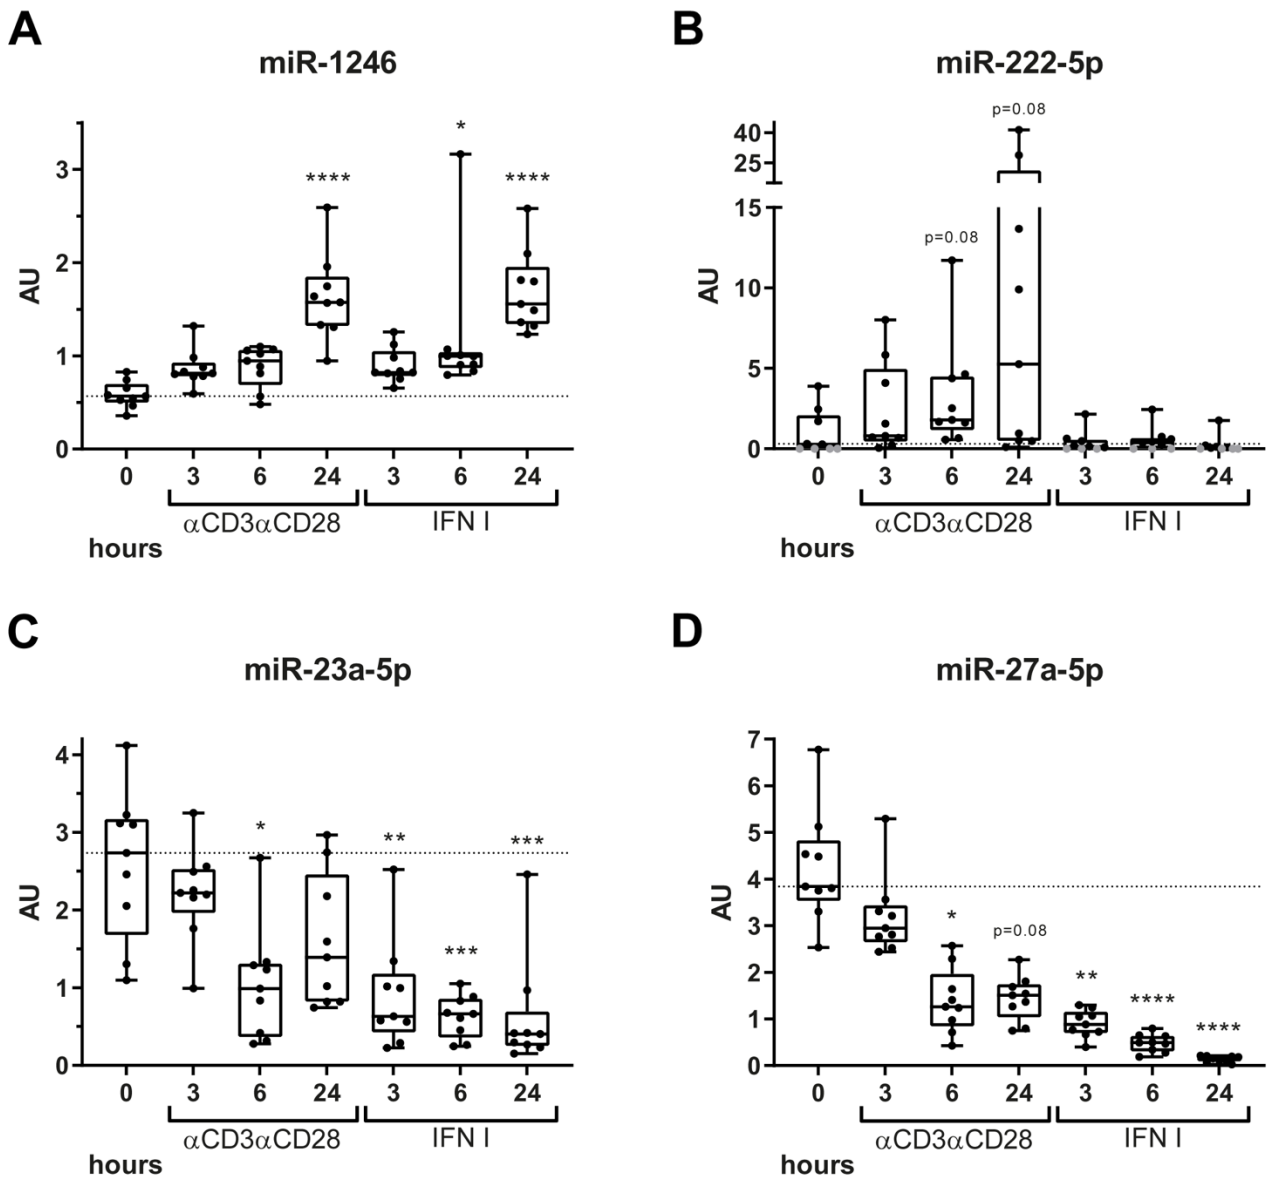 A
miR-1246
AU
3
2
1
0
*
****
****
0 3 6 24 3 6 24
αCD3αCD28 IFN I
hours
B
miR-222-5p
AU
40
25
15
10
5
0
p=0.08
p=0.08
0 3 6 24 3 6 24
αCD3αCD28 IFN I
hours
C
miR-23a-5p
AU
4
3
2
1
0
*
**
***
***
0 3 6 24 3 6 24
αCD3αCD28 IFN I
hours
D
miR-27a-5p
AU
7
6
5
4
3
2
1
0
*
p=0.08
**
****
****
0 3 6 24 3 6 24
αCD3αCD28 IFN I
hours